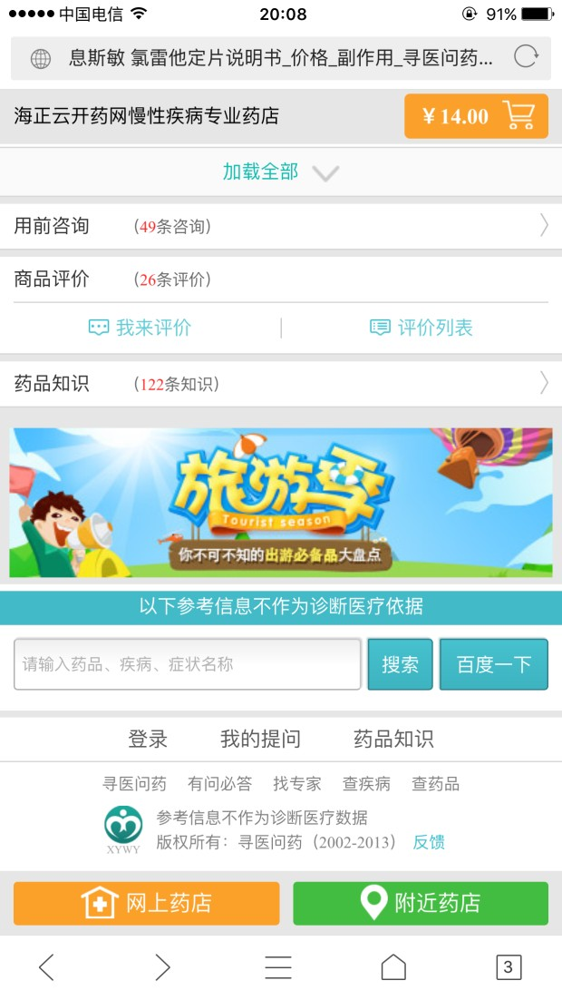 中国电信 20:08 91%
息斯敏 氯雷他定片说明书_价格_副作用_寻医问药...
海正云开药网慢性疾病专业药店 ¥ 14.00
加载全部
用前咨询 (49条咨询)
商品评价 (26条评价)
我来评价 评价列表
药品知识 (122条知识)
旅游季
Tourist season
你不可不知的出游必备品大盘点
以下参考信息不作为诊断医疗依据
请输入药品、疾病、症状名称 搜索 百度一下
登录 我的提问 药品知识
寻医问药 有问必答 找专家 查疾病 查药品
参考信息不作为诊断医疗数据
版权所有：寻医问药（2002-2013） 反馈
XYWY
网上药店 附近药店
3